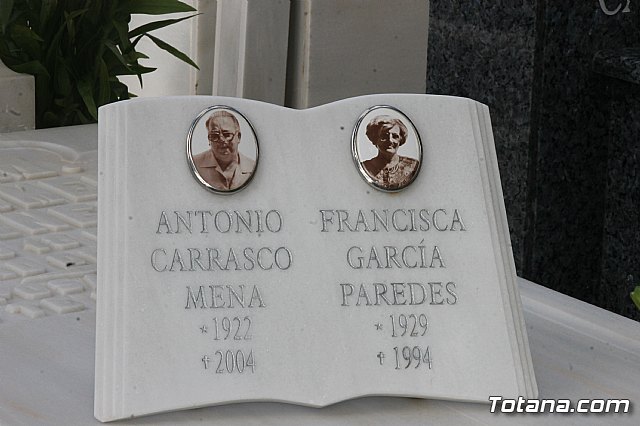 ANTONIO
CARRASCO
MENA
* 1922
✝ 2004
FRANCISCA
GARCÍA
PAREDES
* 1929
✝ 1994
Totana.com